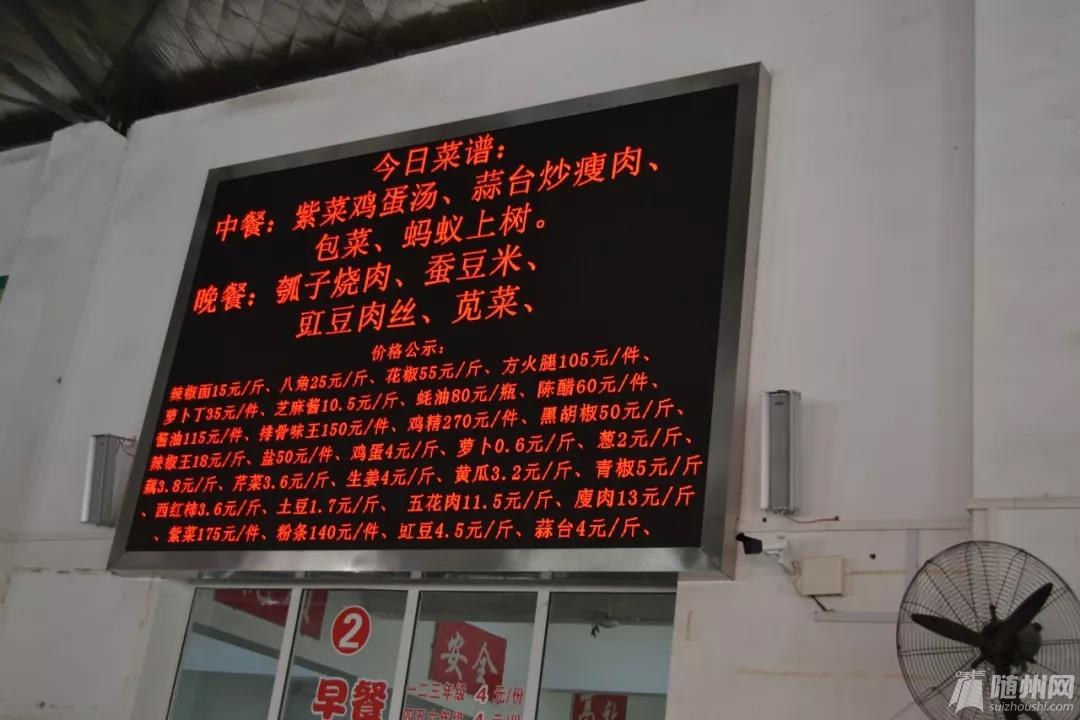 今日菜谱：
中餐：紫菜鸡蛋汤、蒜台炒瘦肉、
包菜、蚂蚁上树。
晚餐：瓠子烧肉、蚕豆米、
豇豆肉丝、苋菜、
价格公示：
辣椒面15元/斤、八角25元/斤、花椒55元/斤、方火腿105元/件、
萝卜丁35元/件、芝麻酱10.5元/斤、蚝油80元/瓶、陈醋60元/件、
酱油115元/件、排骨味王150元/件、鸡精270元/件、黑胡椒50元/斤、
辣椒王18元/斤、盐50元/件、鸡蛋4元/斤、萝卜0.6元/斤、葱2元/斤、
藕3.8元/斤、芹菜3.6元/斤、生姜4元/斤、黄瓜3.2元/斤、青椒5元/斤
、西红柿3.6元/斤、土豆1.7元/斤、 五花肉11.5元/斤、廋肉13元/斤
、紫菜175元/件、粉条140元/件、豇豆4.5元/斤、蒜台4元/斤、
2
早餐
安全
一二三年级 4 元/份
四五六年级 4 元/份
随州网
suizhoushi.com